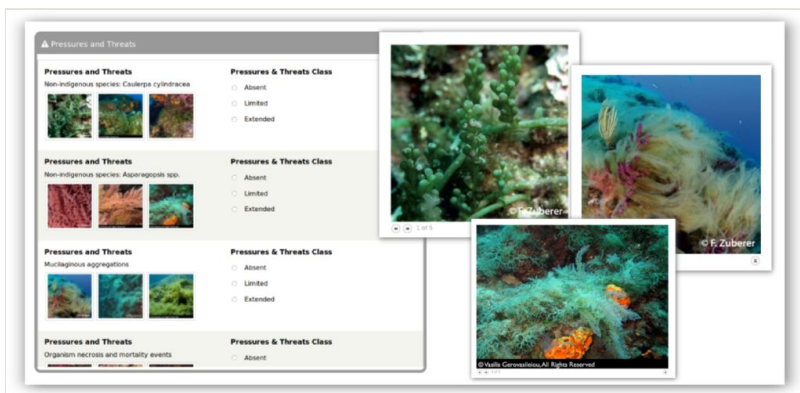 Pressures and Threats
Pressures and Threats
Non-indigenous species: Caulerpa cylindracea
Pressures & Threats Class
Absent
Limited
Extended
Pressures and Threats
Non-indigenous species: Asparagopsis spp.
Pressures & Threats Class
Absent
Limited
Extended
Pressures and Threats
Mucilaginous aggregations
Pressures & Threats Class
Absent
Limited
Extended
Pressures and Threats
Organism necrosis and mortality events
Pressures & Threats Class
Absent
© F. Zuberer
1 of 5
© F. Zuberer
X
©Vasilis Gerovasileiou, All Rights Reserved